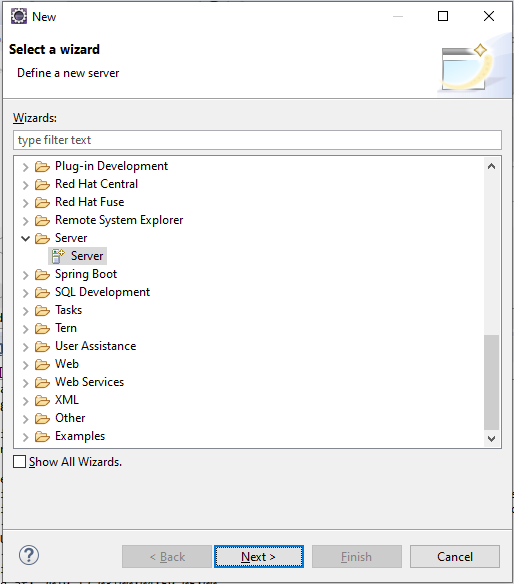 New
Select a wizard
Define a new server
Wizards:
type filter text
Plug-in Development
Red Hat Central
Red Hat Fuse
Remote System Explorer
Server
Server
Spring Boot
SQL Development
Tasks
Tern
User Assistance
Web
Web Services
XML
Other
Examples
Show All Wizards.
? < Back Next > Finish Cancel